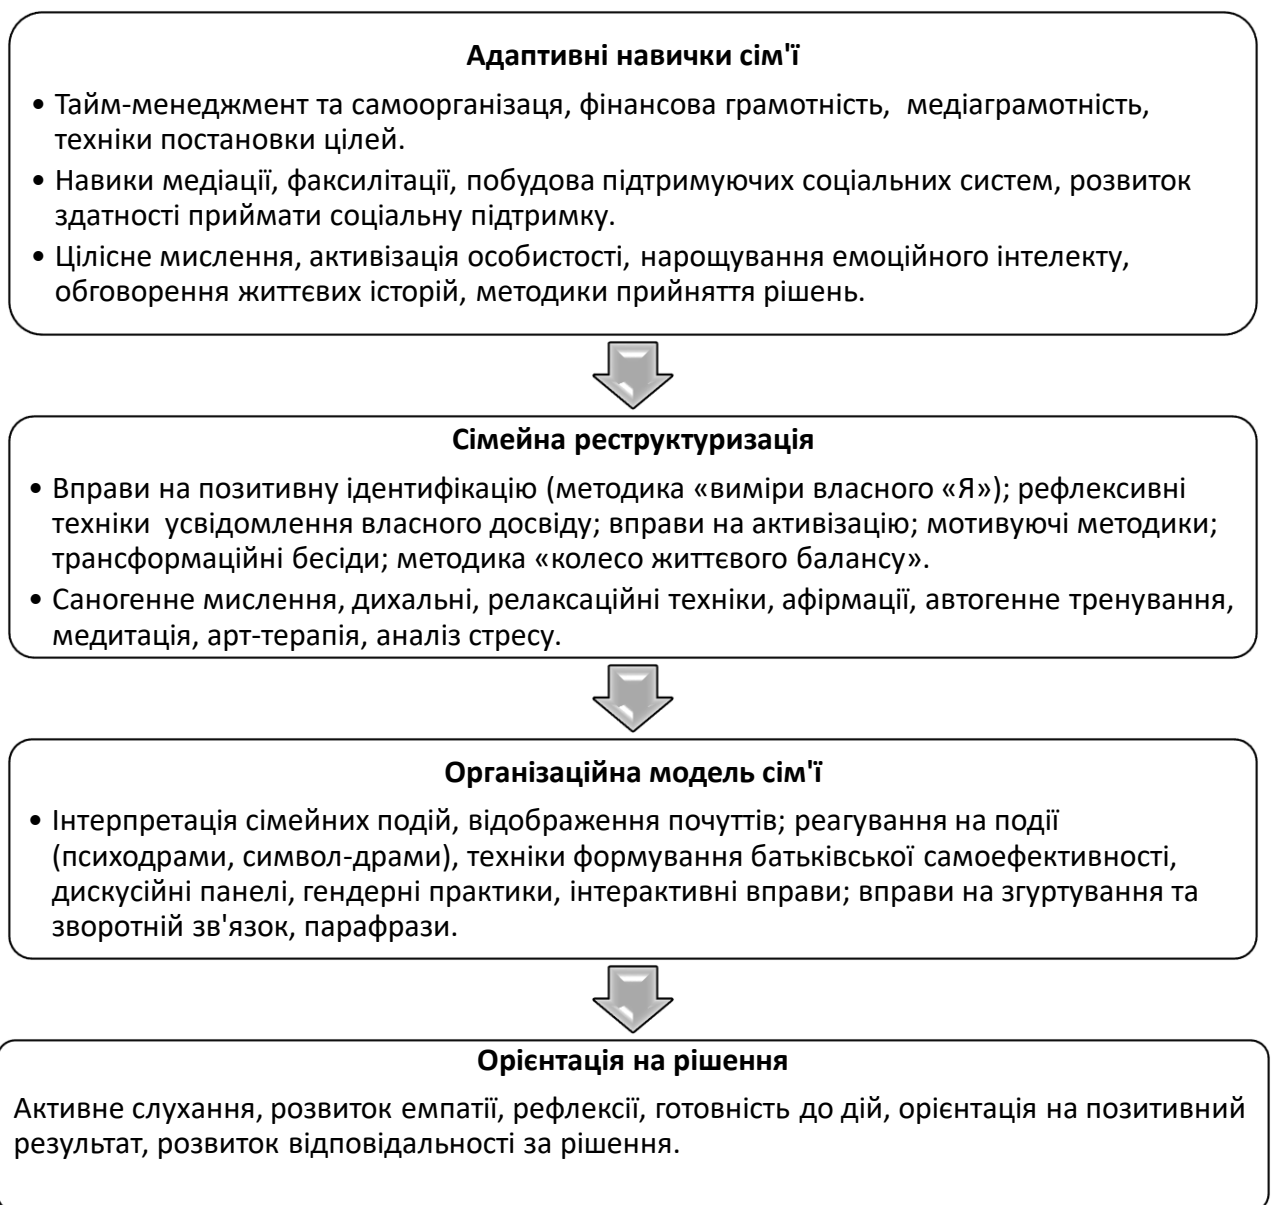 Адаптивні навички сім'ї
• Тайм-менеджмент та самоорганізаця, фінансова грамотність, медіаграмотність,
техніки постановки цілей.
• Навики медіації, факсилітації, побудова підтримуючих соціальних систем, розвиток
здатності приймати соціальну підтримку.
• Цілісне мислення, активізація особистості, нарощування емоційного інтелекту,
обговорення життєвих історій, методики прийняття рішень.
Сімейна реструктуризація
• Вправи на позитивну ідентифікацію (методика «виміри власного «Я»); рефлексивні
техніки усвідомлення власного досвіду; вправи на активізацію; мотивуючі методики;
трансформаційні бесіди; методика «колесо життєвого балансу».
• Саногенне мислення, дихальні, релаксаційні техніки, афірмації, автогенне тренування,
медитація, арт-терапія, аналіз стресу.
Організаційна модель сім'ї
• Інтерпретація сімейних подій, відображення почуттів; реагування на події
(психодрами, символ-драми), техніки формування батьківської самоефективності,
дискусійні панелі, гендерні практики, інтерактивні вправи; вправи на згуртування та
зворотній зв'язок, парафрази.
Орієнтація на рішення
Активне слухання, розвиток емпатії, рефлексії, готовність до дій, орієнтація на позитивний
результат, розвиток відповідальності за рішення.